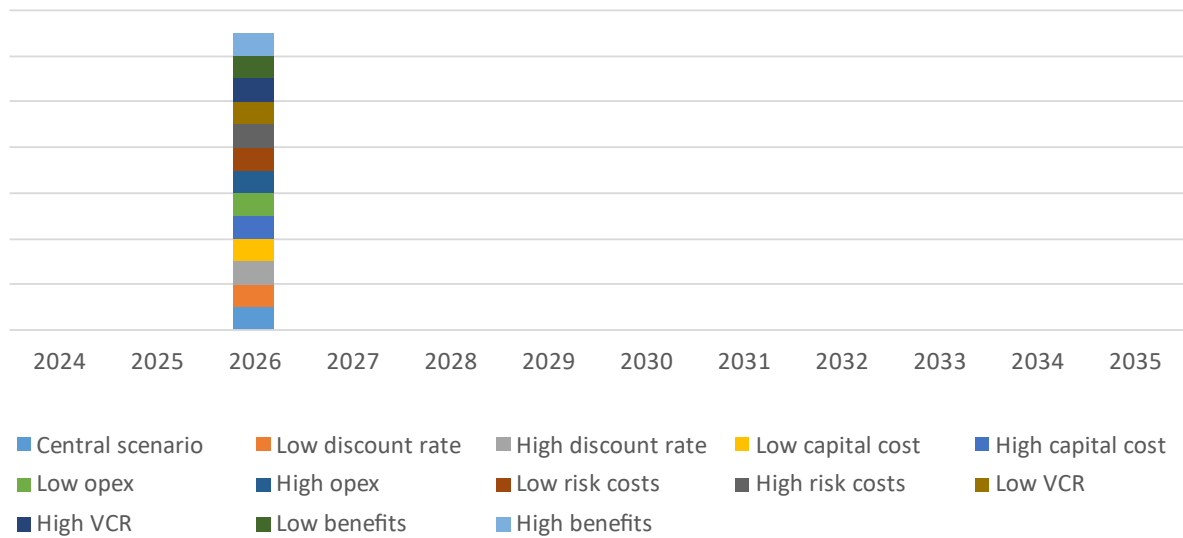 2024 2025 2026 2027 2028 2029 2030 2031 2032 2033 2034 2035
Central scenario Low discount rate High discount rate Low capital cost High capital cost
Low opex High opex Low risk costs High risk costs Low VCR
High VCR Low benefits High benefits